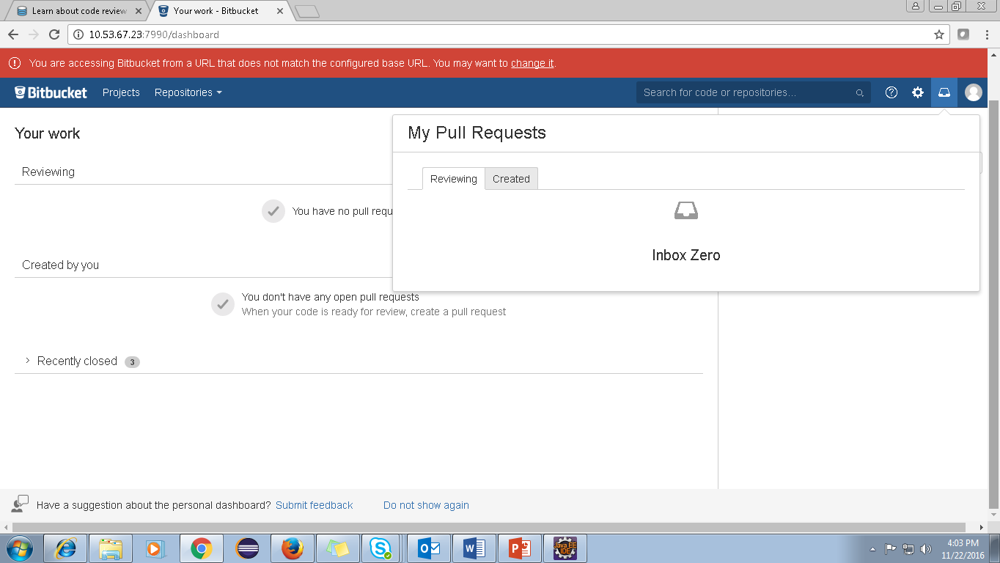 Learn about code review
Your work - Bitbucket
10.53.67.23:7990/dashboard
You are accessing Bitbucket from a URL that does not match the configured base URL. You may want to change it.
Bitbucket Projects Repositories
Search for code or repositories...
My Pull Requests
Reviewing Created
Inbox Zero
Your work
Reviewing
You have no pull requ
Created by you
You don't have any open pull requests
When your code is ready for review, create a pull request
Recently closed 3
Have a suggestion about the personal dashboard? Submit feedback Do not show again
Java EE
IDE
4:03 PM
11/22/2016